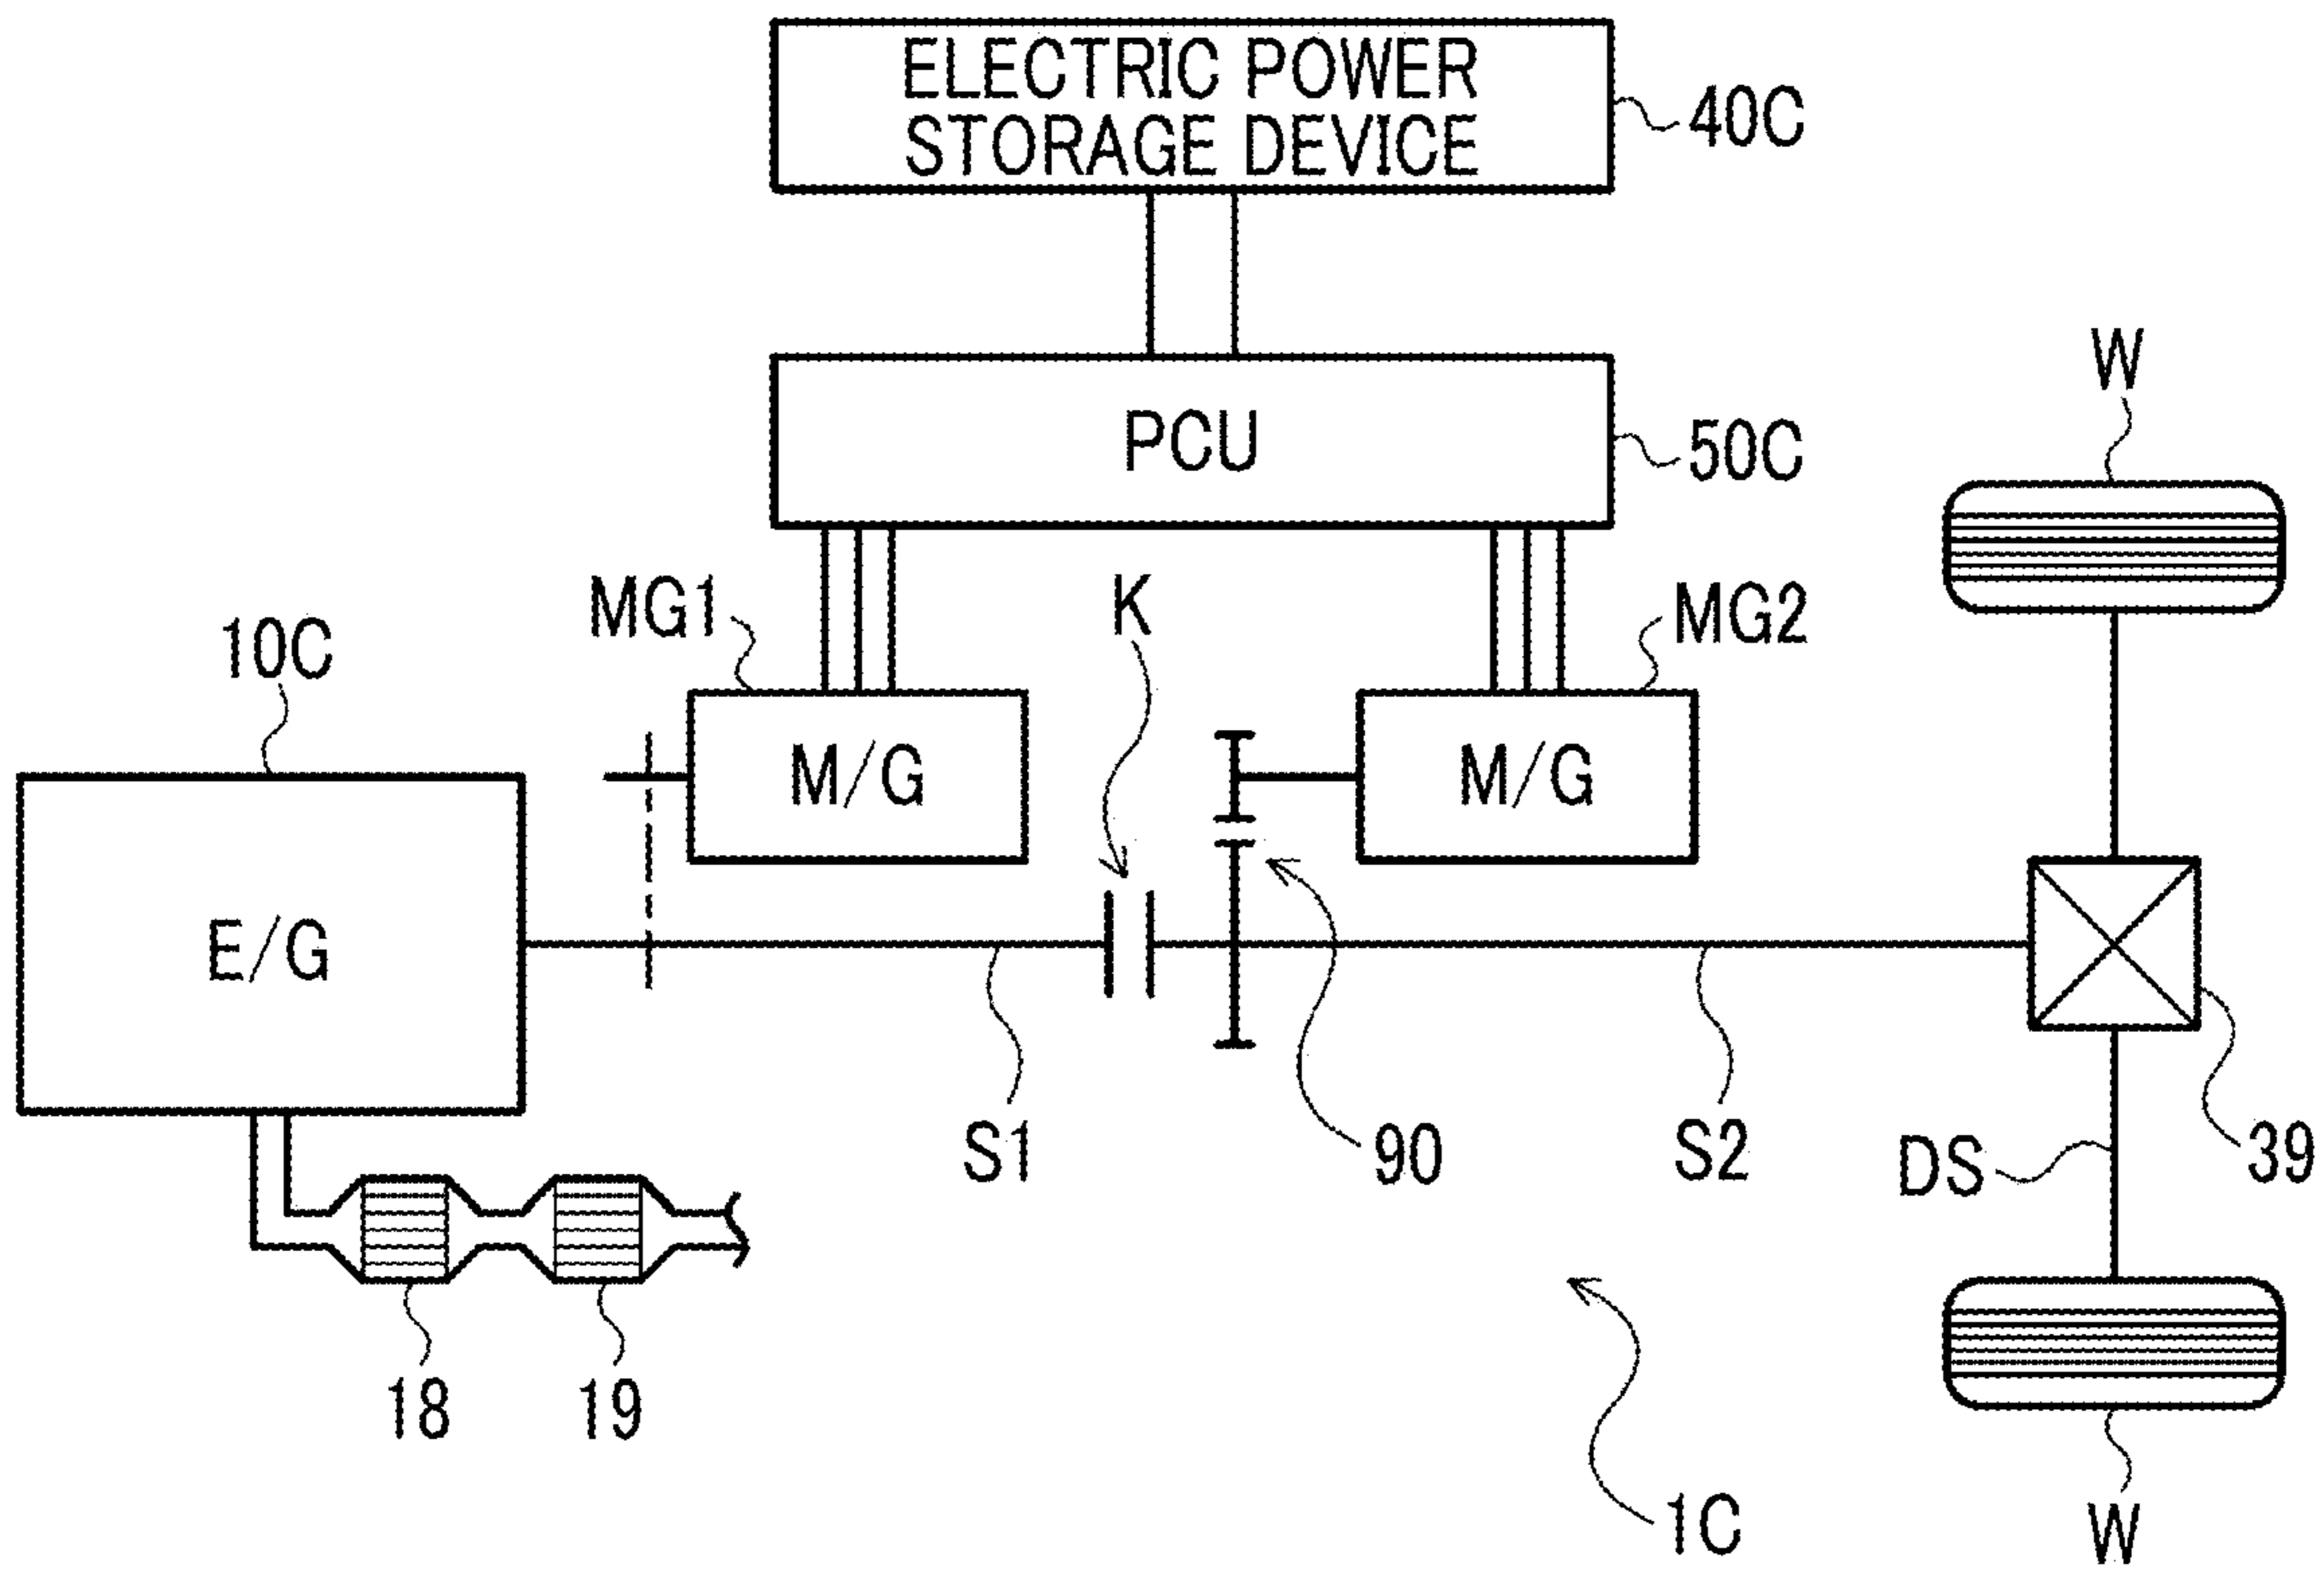 ELECTRIC POWER
STORAGE DEVICE
40C
W
PCU
50C
MG1
K
MG2
10C
M/G
M/G
E/G
S1
90
S2
DS
39
18
19
1C
W